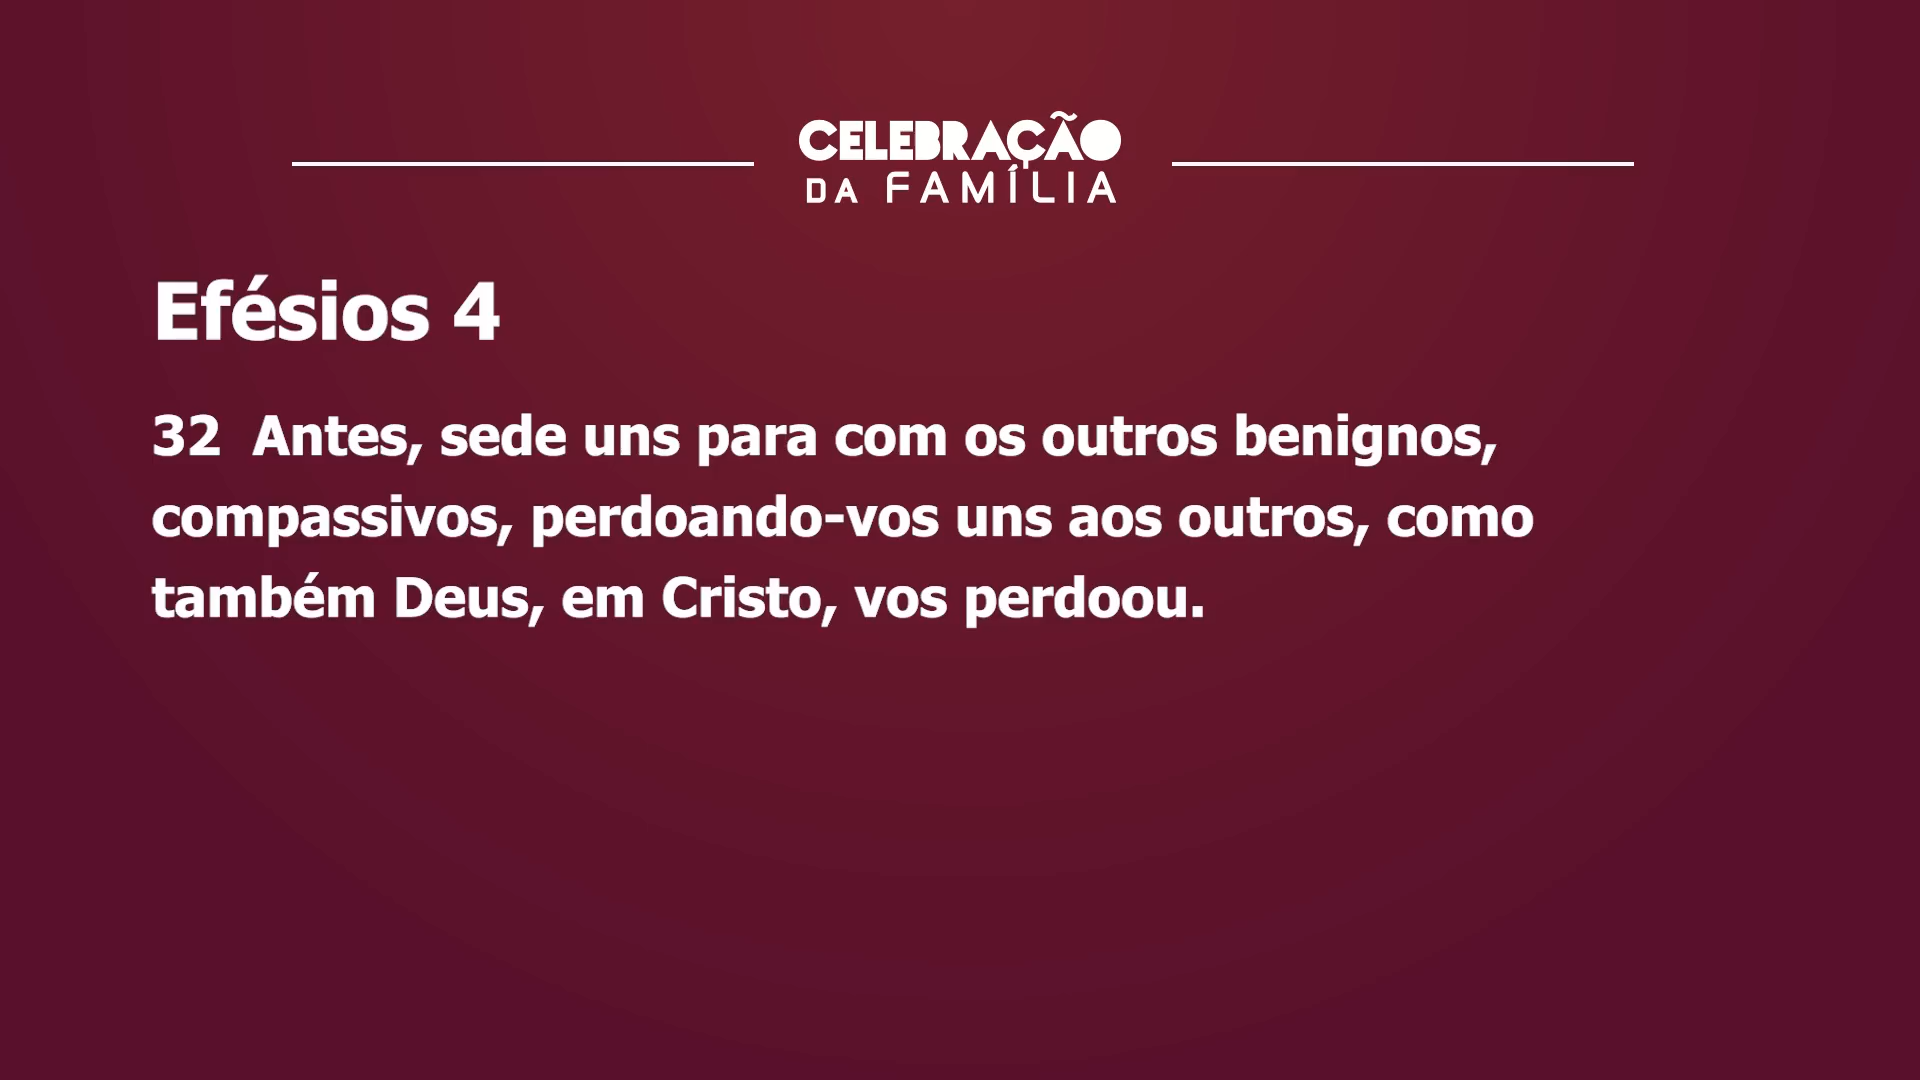 CELEBRAÇÃO
DA FAMÍLIA
Efésios 4
32 Antes, sede uns para com os outros benignos,
compassivos, perdoando-vos uns aos outros, como
também Deus, em Cristo, vos perdoou.